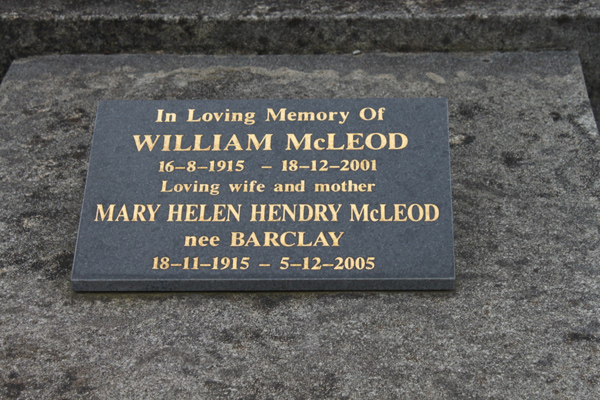 In Loving Memory Of
WILLIAM McLEOD
16-8-1915 - 18-12-2001
Loving wife and mother
MARY HELEN HENDRY McLEOD
nee BARCLAY
18-11-1915 - 5-12-2005